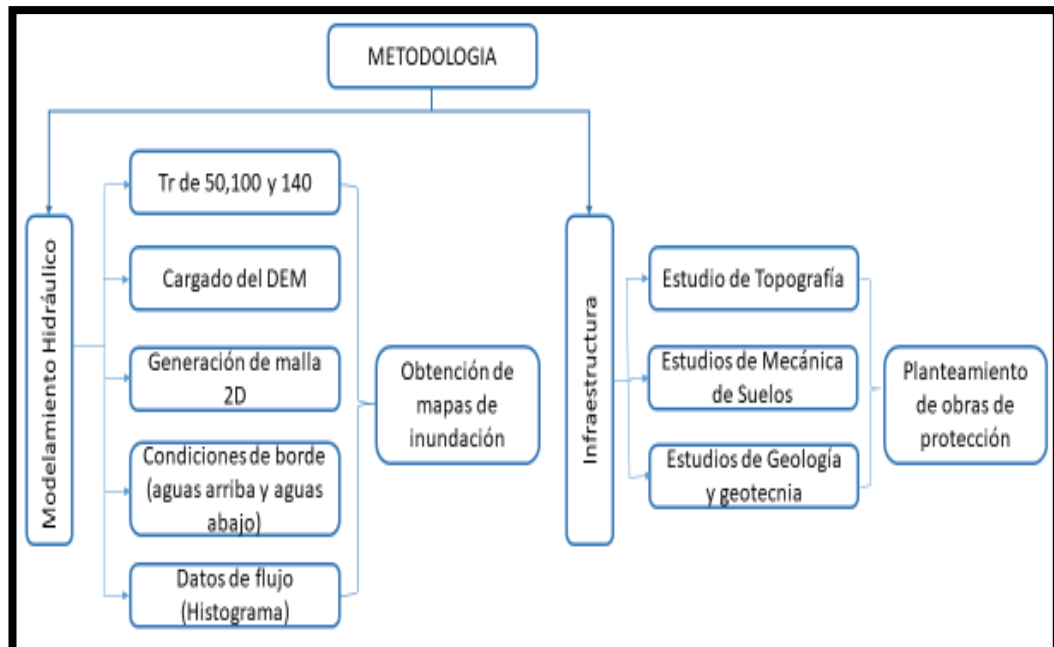 METODOLOGIA
Modelamiento Hidráulico
Tr de 50,100 y 140
Cargado del DEM
Generación de malla
2D
Condiciones de borde
(aguas arriba y aguas
abajo)
Datos de flujo
(Histograma)
Obtención de
mapas de
inundación
Infraestructura
Estudio de Topografía
Estudios de Mecánica
de Suelos
Estudios de Geología
y geotecnia
Planteamiento
de obras de
protección